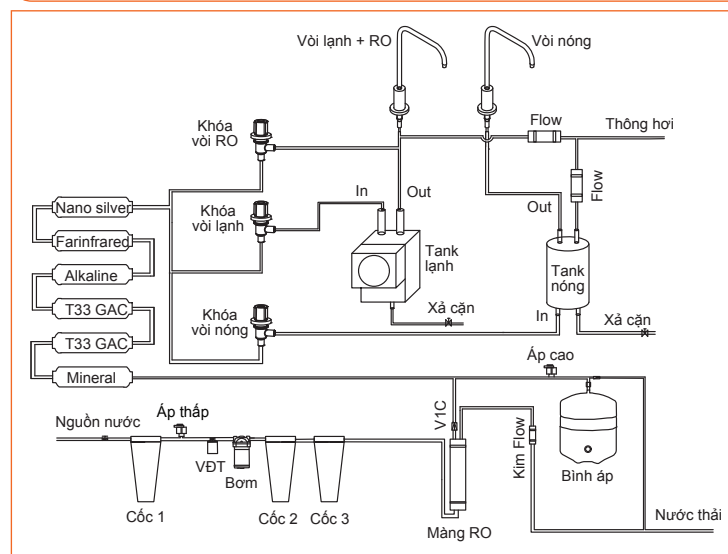 Vòi lạnh + RO
Vòi nóng
Khóa
vòi RO
Flow
Thông hơi
In
Out
Flow
Nano silver
Khóa
vòi lạnh
Out
Farinfrared
Tank
lạnh
Tank
nóng
Alkaline
T33 GAC
Khóa
vòi nóng
Xả cặn
In
Xả cặn
T33 GAC
Áp cao
Mineral
Nguồn nước
Áp thấp
V1C
Kim Flow
VĐT
Bơm
Bình áp
Cốc 1
Cốc 2
Cốc 3
Màng RO
Nước thải